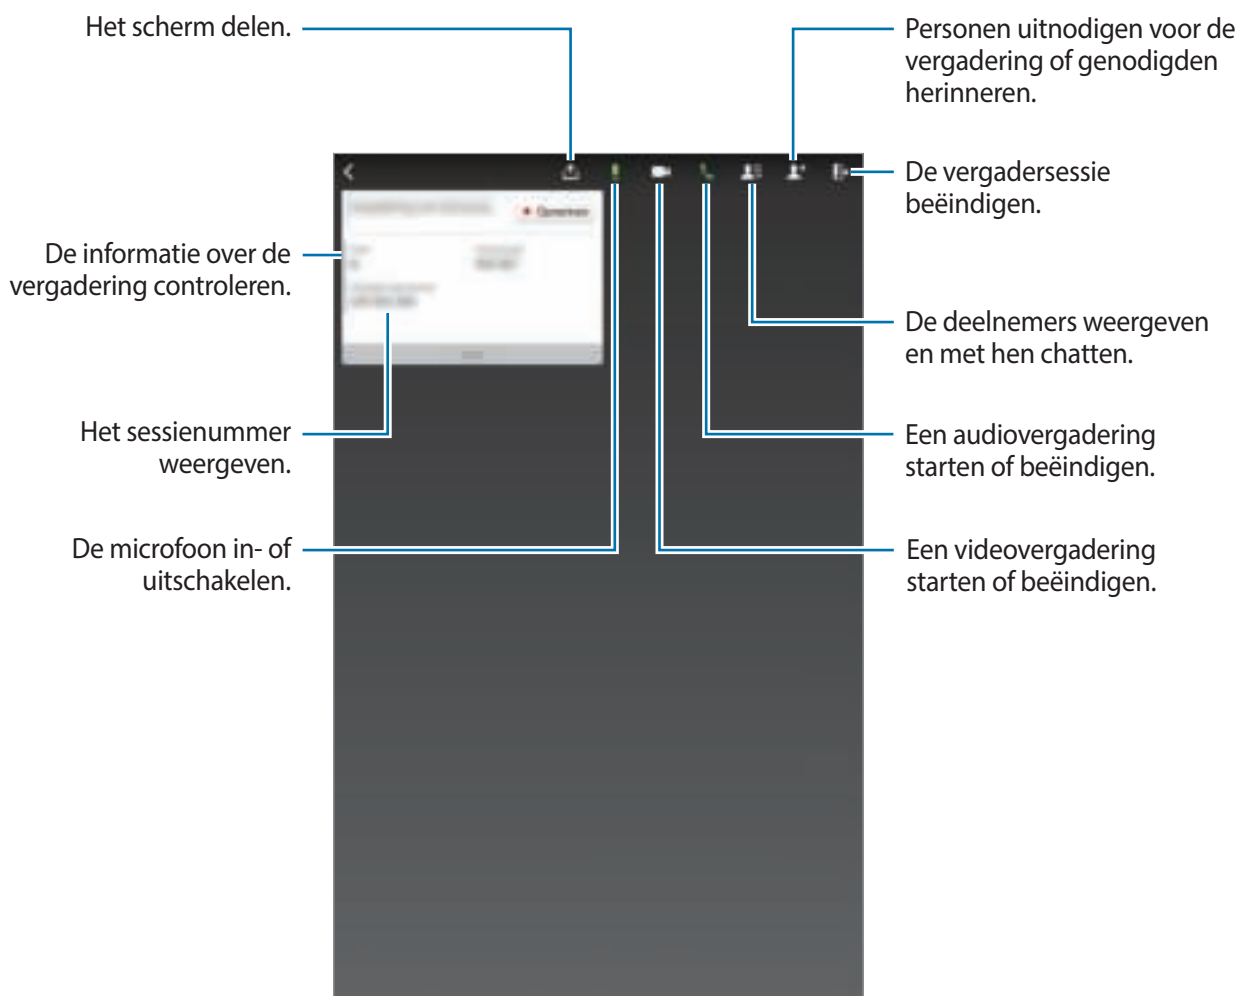 Het scherm delen.
Personen uitnodigen voor de
vergadering of genodigden
herinneren.
De vergadersessie
beëindigen.
De informatie over de
vergadering controleren.
De deelnemers weergeven
en met hen chatten.
Het sessienummer
weergeven.
Een audiovergadering
starten of beëindigen.
De microfoon in- of
uitschakelen.
Een videovergadering
starten of beëindigen.